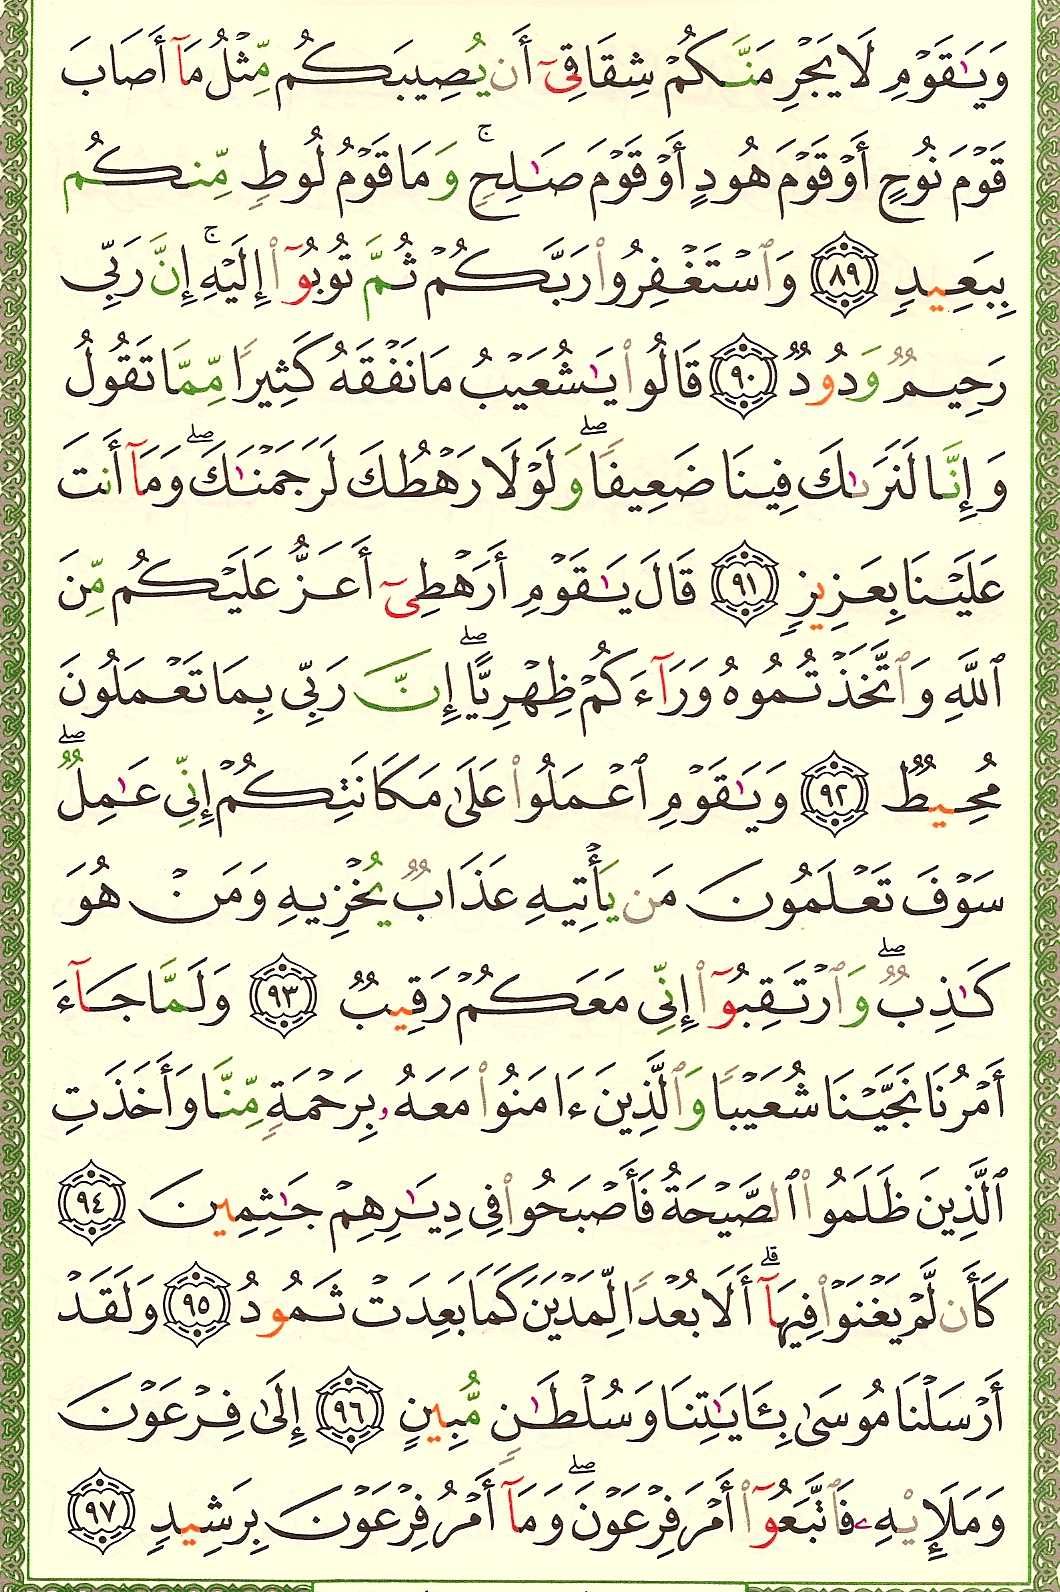 وَيَـٰقَوْمِ لَا يَجْرِمَنَّكُمْ شِقَاقِىٓ أَن يُصِيبَكُم مِّثْلُ مَآ أَصَابَ
قَوْمَ نُوحٍ أَوْ قَوْمَ هُودٍ أَوْ قَوْمَ صَـٰلِحٍ ۚ وَمَا قَوْمُ لُوطٍ مِّنكُم
بِبَعِيدٍ ٨٩ وَٱسْتَغْفِرُوا۟ رَبَّكُمْ ثُمَّ تُوبُوٓا۟ إِلَيْهِ ۚ إِنَّ رَبِّى
رَحِيمٌ وَدُودٌ ٩٠ قَالُوا۟ يَـٰشُعَيْبُ مَا نَفْقَهُ كَثِيرًا مِّمَّا تَقُولُ
وَإِنَّا لَنَرَىٰكَ فِينَا ضَعِيفًا ۖ وَلَوْلَا رَهْطُكَ لَرَجَمْنَـٰكَ ۖ وَمَآ أَنتَ
عَلَيْنَا بِعَزِيزٍ ٩١ قَالَ يَـٰقَوْمِ أَرَهْطِىٓ أَعَزُّ عَلَيْكُم مِّنَ
ٱللَّهِ وَٱتَّخَذْتُمُوهُ وَرَآءَكُمْ ظِهْرِيًّا ۖ إِنَّ رَبِّى بِمَا تَعْمَلُونَ
مُحِيطٌ ٩٢ وَيَـٰقَوْمِ ٱعْمَلُوا۟ عَلَىٰ مَكَانَتِكُمْ إِنِّى عَـٰمِلٌ ۖ
سَوْفَ تَعْلَمُونَ مَن يَأْتِيهِ عَذَابٌ يُخْزِيهِ وَمَنْ هُوَ
كَـٰذِبٌ ۖ وَٱرْتَقِبُوٓا۟ إِنِّى مَعَكُمْ رَقِيبٌ ٩٣ وَلَمَّا جَآءَ
أَمْرُنَا نَجَّيْنَا شُعَيْبًا وَٱلَّذِينَ ءَامَنُوا۟ مَعَهُۥ بِرَحْمَةٍ مِّنَّا وَأَخَذَتِ
ٱلَّذِينَ ظَلَمُوا۟ ٱلصَّيْحَةُ فَأَصْبَحُوا۟ فِى دِيَـٰرِهِمْ جَـٰثِمِينَ ٩٤
كَأَن لَّمْ يَغْنَوْا۟ فِيهَآ ۗ أَلَا بُعْدًا لِّمَدْيَنَ كَمَا بَعِدَتْ ثَمُودُ ٩٥ وَلَقَدْ
أَرْسَلْنَا مُوسَىٰ بِـَٔايَـٰتِنَا وَسُلْطَـٰنٍ مُّبِينٍ ٩٦ إِلَىٰ فِرْعَوْنَ
وَمَلَإِي۟هِۦ فَٱتَّبَعُوٓا۟ أَمْرَ فِرْعَوْنَ ۖ وَمَآ أَمْرُ فِرْعَوْنَ بِرَشِيدٍ ٩٧